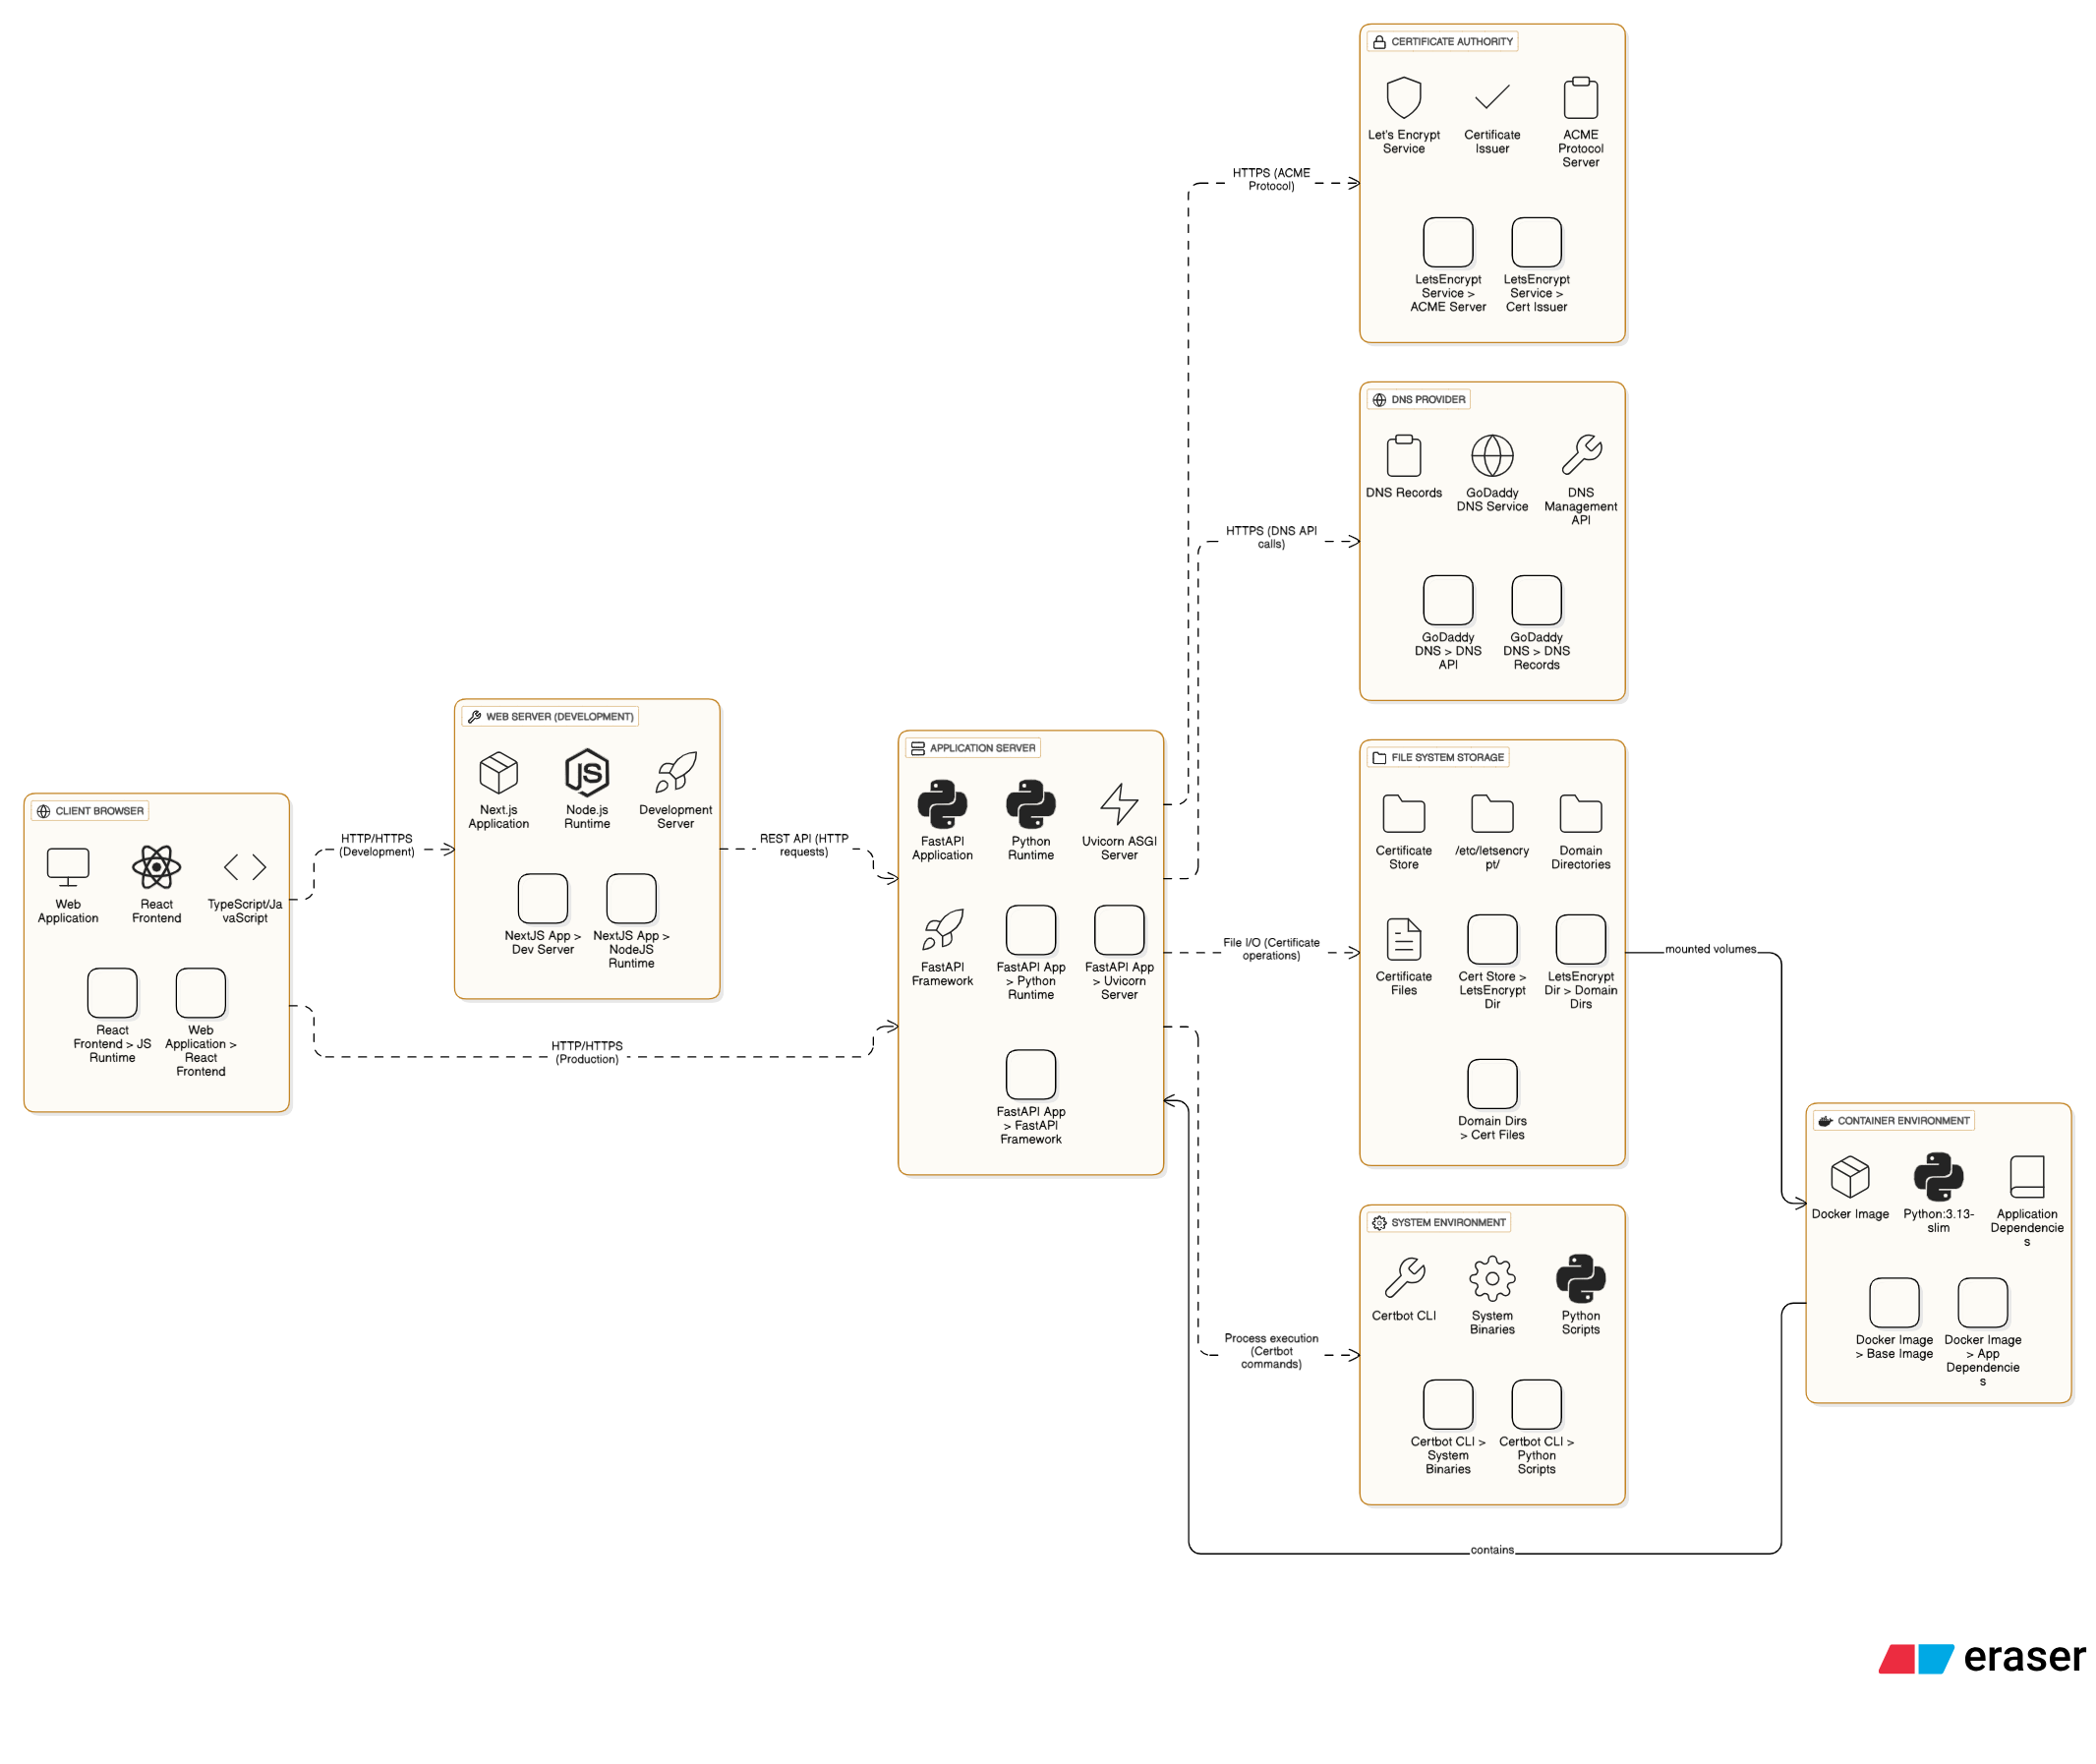 CERTIFICATE AUTHORITY
Let's Encrypt
Service
Certificate
Issuer
ACME
Protocol
Server
LetsEncrypt
Service >
ACME Server
LetsEncrypt
Service >
Cert Issuer
HTTPS (ACME
Protocol)
DNS PROVIDER
DNS Records
GoDaddy
DNS Service
DNS
Management
API
GoDaddy
DNS > DNS
API
GoDaddy
DNS > DNS
Records
HTTPS (DNS API
calls)
CLIENT BROWSER
Web
Application
React
Frontend
TypeScript/Ja
vaScript
React
Frontend > JS
Runtime
Web
Application >
React
Frontend
HTTP/HTTPS
(Development)
HTTP/HTTPS
(Production)
WEB SERVER (DEVELOPMENT)
Next.js
Application
Node.js
Runtime
Development
Server
NextJS App >
Dev Server
NextJS App >
NodeJS
Runtime
REST API (HTTP
requests)
APPLICATION SERVER
FastAPI
Application
Python
Runtime
Uvicorn ASGI
Server
FastAPI
Framework
FastAPI App
> Python
Runtime
FastAPI App
> Uvicorn
Server
FastAPI App
> FastAPI
Framework
File I/O (Certificate
operations)
Process execution
(Certbot
commands)
FILE SYSTEM STORAGE
Certificate
Store
/etc/letsencry
pt/
Domain
Directories
Certificate
Files
Cert Store >
LetsEncrypt
Dir
LetsEncrypt
Dir > Domain
Dirs
Domain Dirs
> Cert Files
mounted volumes
SYSTEM ENVIRONMENT
Certbot CLI
System
Binaries
Python
Scripts
Certbot CLI >
System
Binaries
Certbot CLI >
Python
Scripts
CONTAINER ENVIRONMENT
Docker Image
Python:3.13-
slim
Application
Dependencie
s
Docker Image
> Base Image
Docker Image
> App
Dependencie
s
contains
eraser